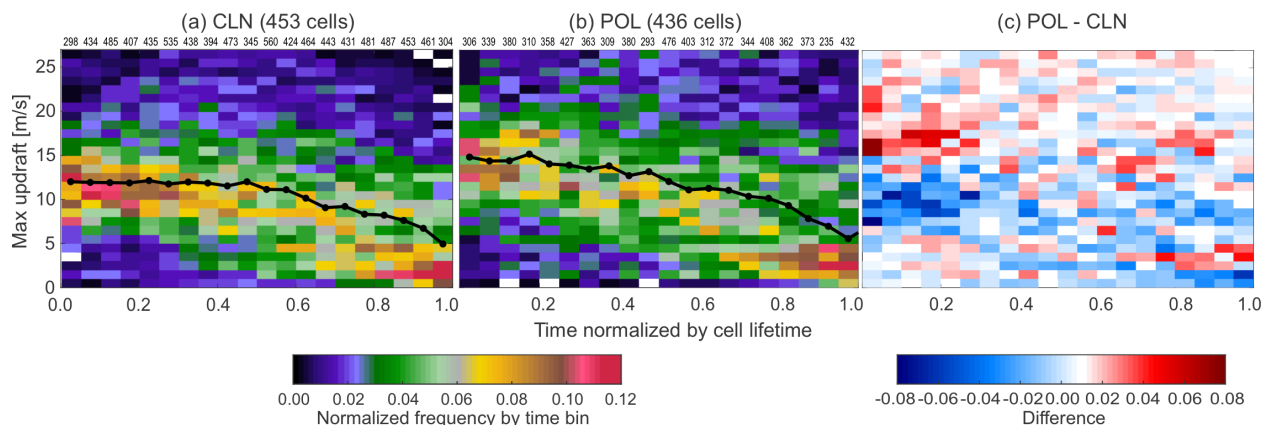 (a) CLN (453 cells) (b) POL (436 cells) (c) POL - CLN
298 434 485 407 435 535 438 394 473 345 560 424 464 443 431 481 487 453 461 304 306 339 380 310 358 427 363 309 380 293 476 403 312 372 344 408 362 373 235 432
25
20
15
10
5
0
Max updraft [m/s]
0.0 0.2 0.4 0.6 0.8 1.0 0.2 0.4 0.6 0.8 1.0 0.2 0.4 0.6 0.8 1.0
Time normalized by cell lifetime
0.00 0.02 0.04 0.06 0.08 0.10 0.12 -0.08 -0.06 -0.04 -0.02 -0.00 0.02 0.04 0.06 0.08
Normalized frequency by time bin Difference